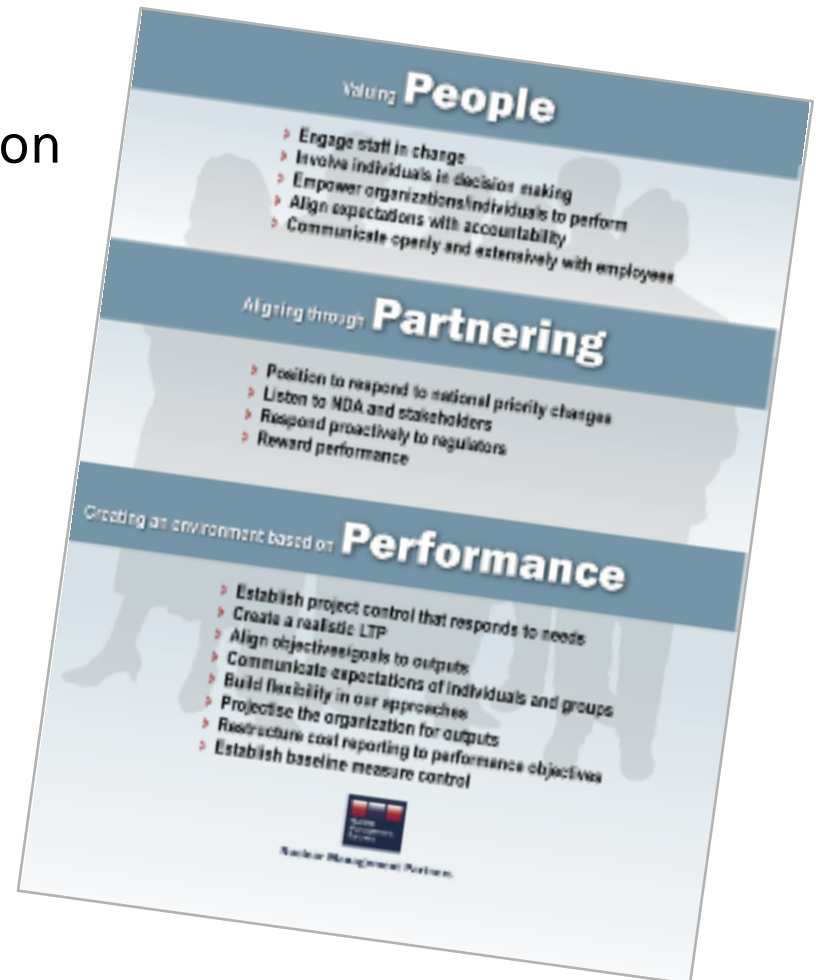 on
Valuing People
Engage staff in change
Involve individuals in decision making
Empower organizations/individuals to perform
Align expectations with accountability
Communicate openly and extensively with employees
Aligning through Partnering
Position to respond to national priority changes
Listen to NDA and stakeholders
Respond proactively to regulators
Reward performance
Creating an environment based on Performance
Establish project control that responds to needs
Create a realistic LTP
Align objectives/goals to outputs
Communicate expectations of individuals and groups
Build flexibility in our approaches
Projectise the organization for outputs
Restructure cost reporting to performance objectives
Establish baseline measure control
Nuclear Management Partners